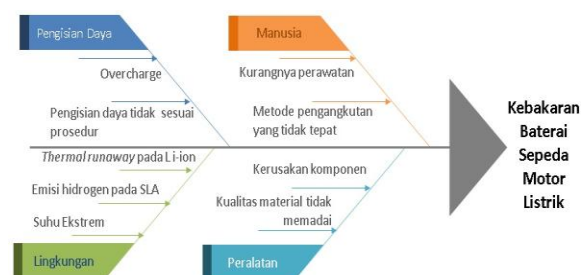 Pengisian Daya
Manusia
Overcharge
Kurangnya perawatan
Pengisian daya tidak sesuai
prosedur
Metode pengangkutan
yang tidak tepat
Kebakaran
Baterai
Sepeda
Motor
Listrik
Thermal runaway pada Li-ion
Emisi hidrogen pada SLA
Suhu Ekstrem
Kerusakan komponen
Kualitas material tidak
memadai
Lingkungan
Peralatan